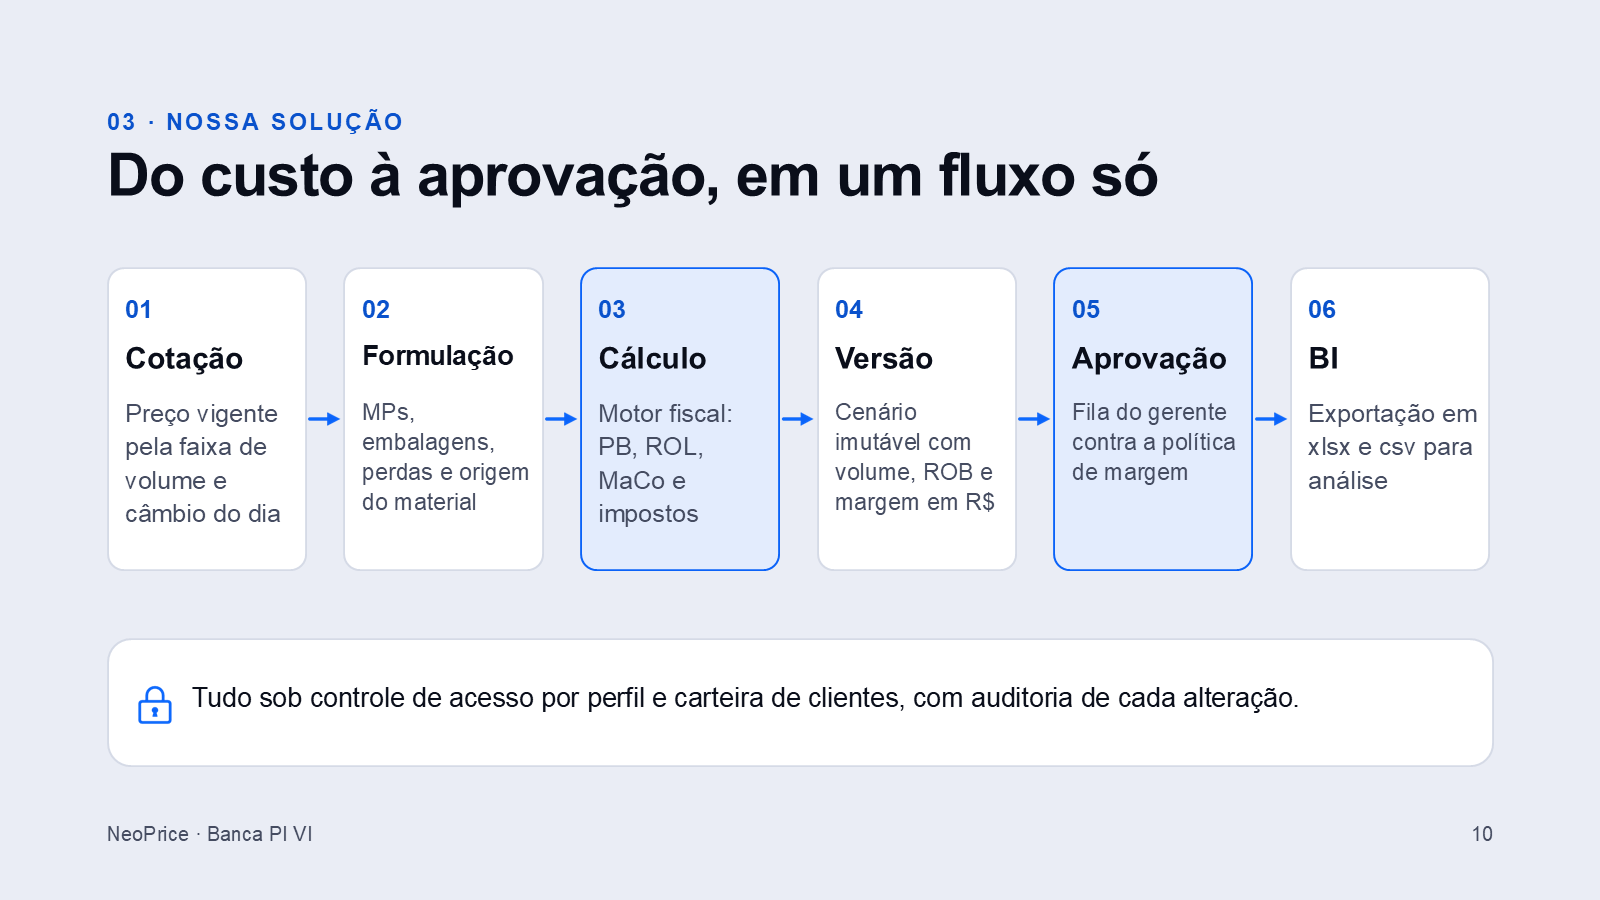 03 · NOSSA SOLUÇÃO
Do custo à aprovação, em um fluxo só
01
Cotação
Preço vigente
pela faixa de
volume e
câmbio do dia
02
Formulação
MPs,
embalagens,
perdas e origem
do material
03
Cálculo
Motor fiscal:
PB, ROL,
MaCo e
impostos
04
Versão
Cenário
imutável com
volume, ROB e
margem em R$
05
Aprovação
Fila do gerente
contra a política
de margem
06
BI
Exportação em
xlsx e csv para
análise
Tudo sob controle de acesso por perfil e carteira de clientes, com auditoria de cada alteração.
NeoPrice · Banca PI VI
10